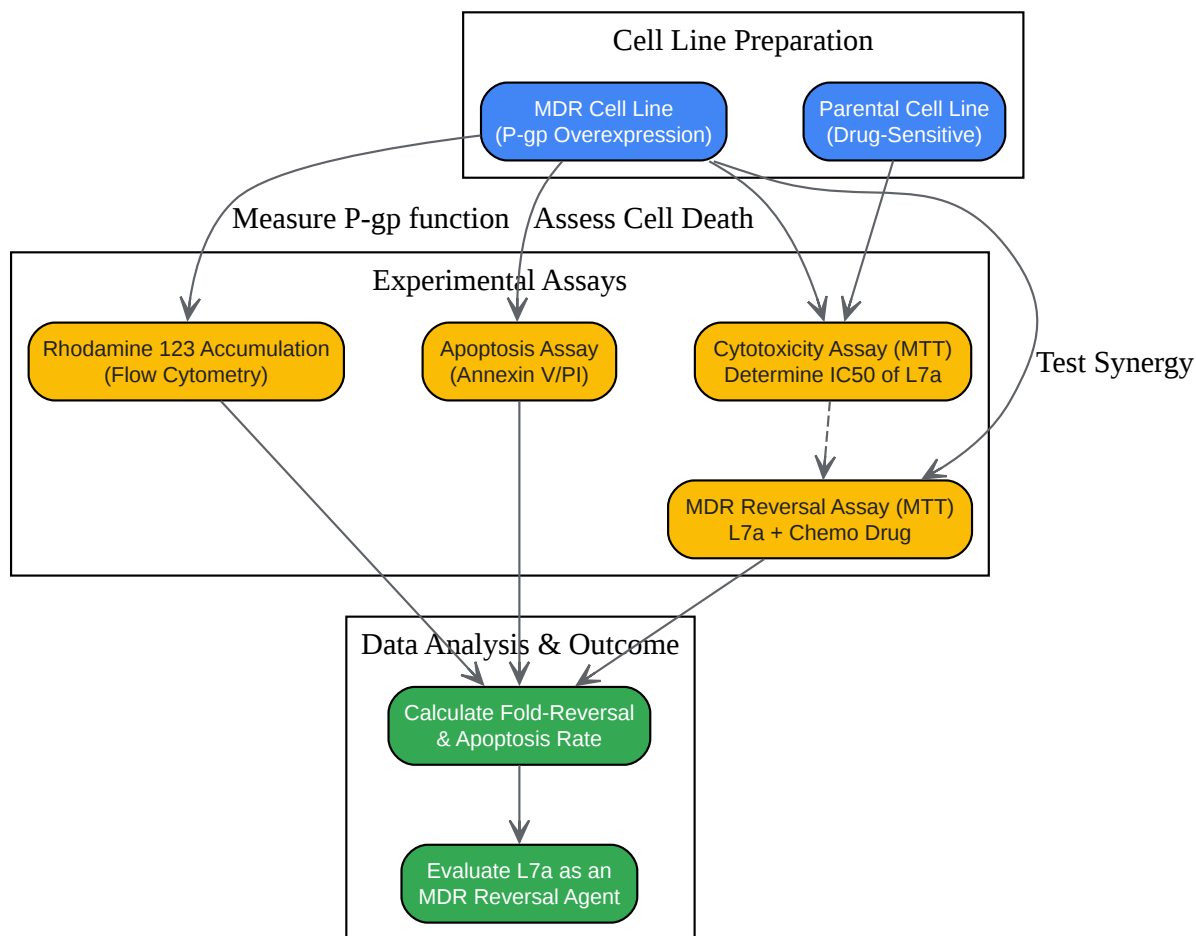 Cell Line Preparation
MDR Cell Line
(P-gp Overexpression)
Parental Cell Line
(Drug-Sensitive)
Measure P-gp function
Assess Cell Death
Experimental Assays
Rhodamine 123 Accumulation
(Flow Cytometry)
Apoptosis Assay
(Annexin V/PI)
Cytotoxicity Assay (MTT)
Determine IC50 of L7a
Test Synergy
MDR Reversal Assay (MTT)
L7a + Chemo Drug
Data Analysis & Outcome
Calculate Fold-Reversal
& Apoptosis Rate
Evaluate L7a as an
MDR Reversal Agent